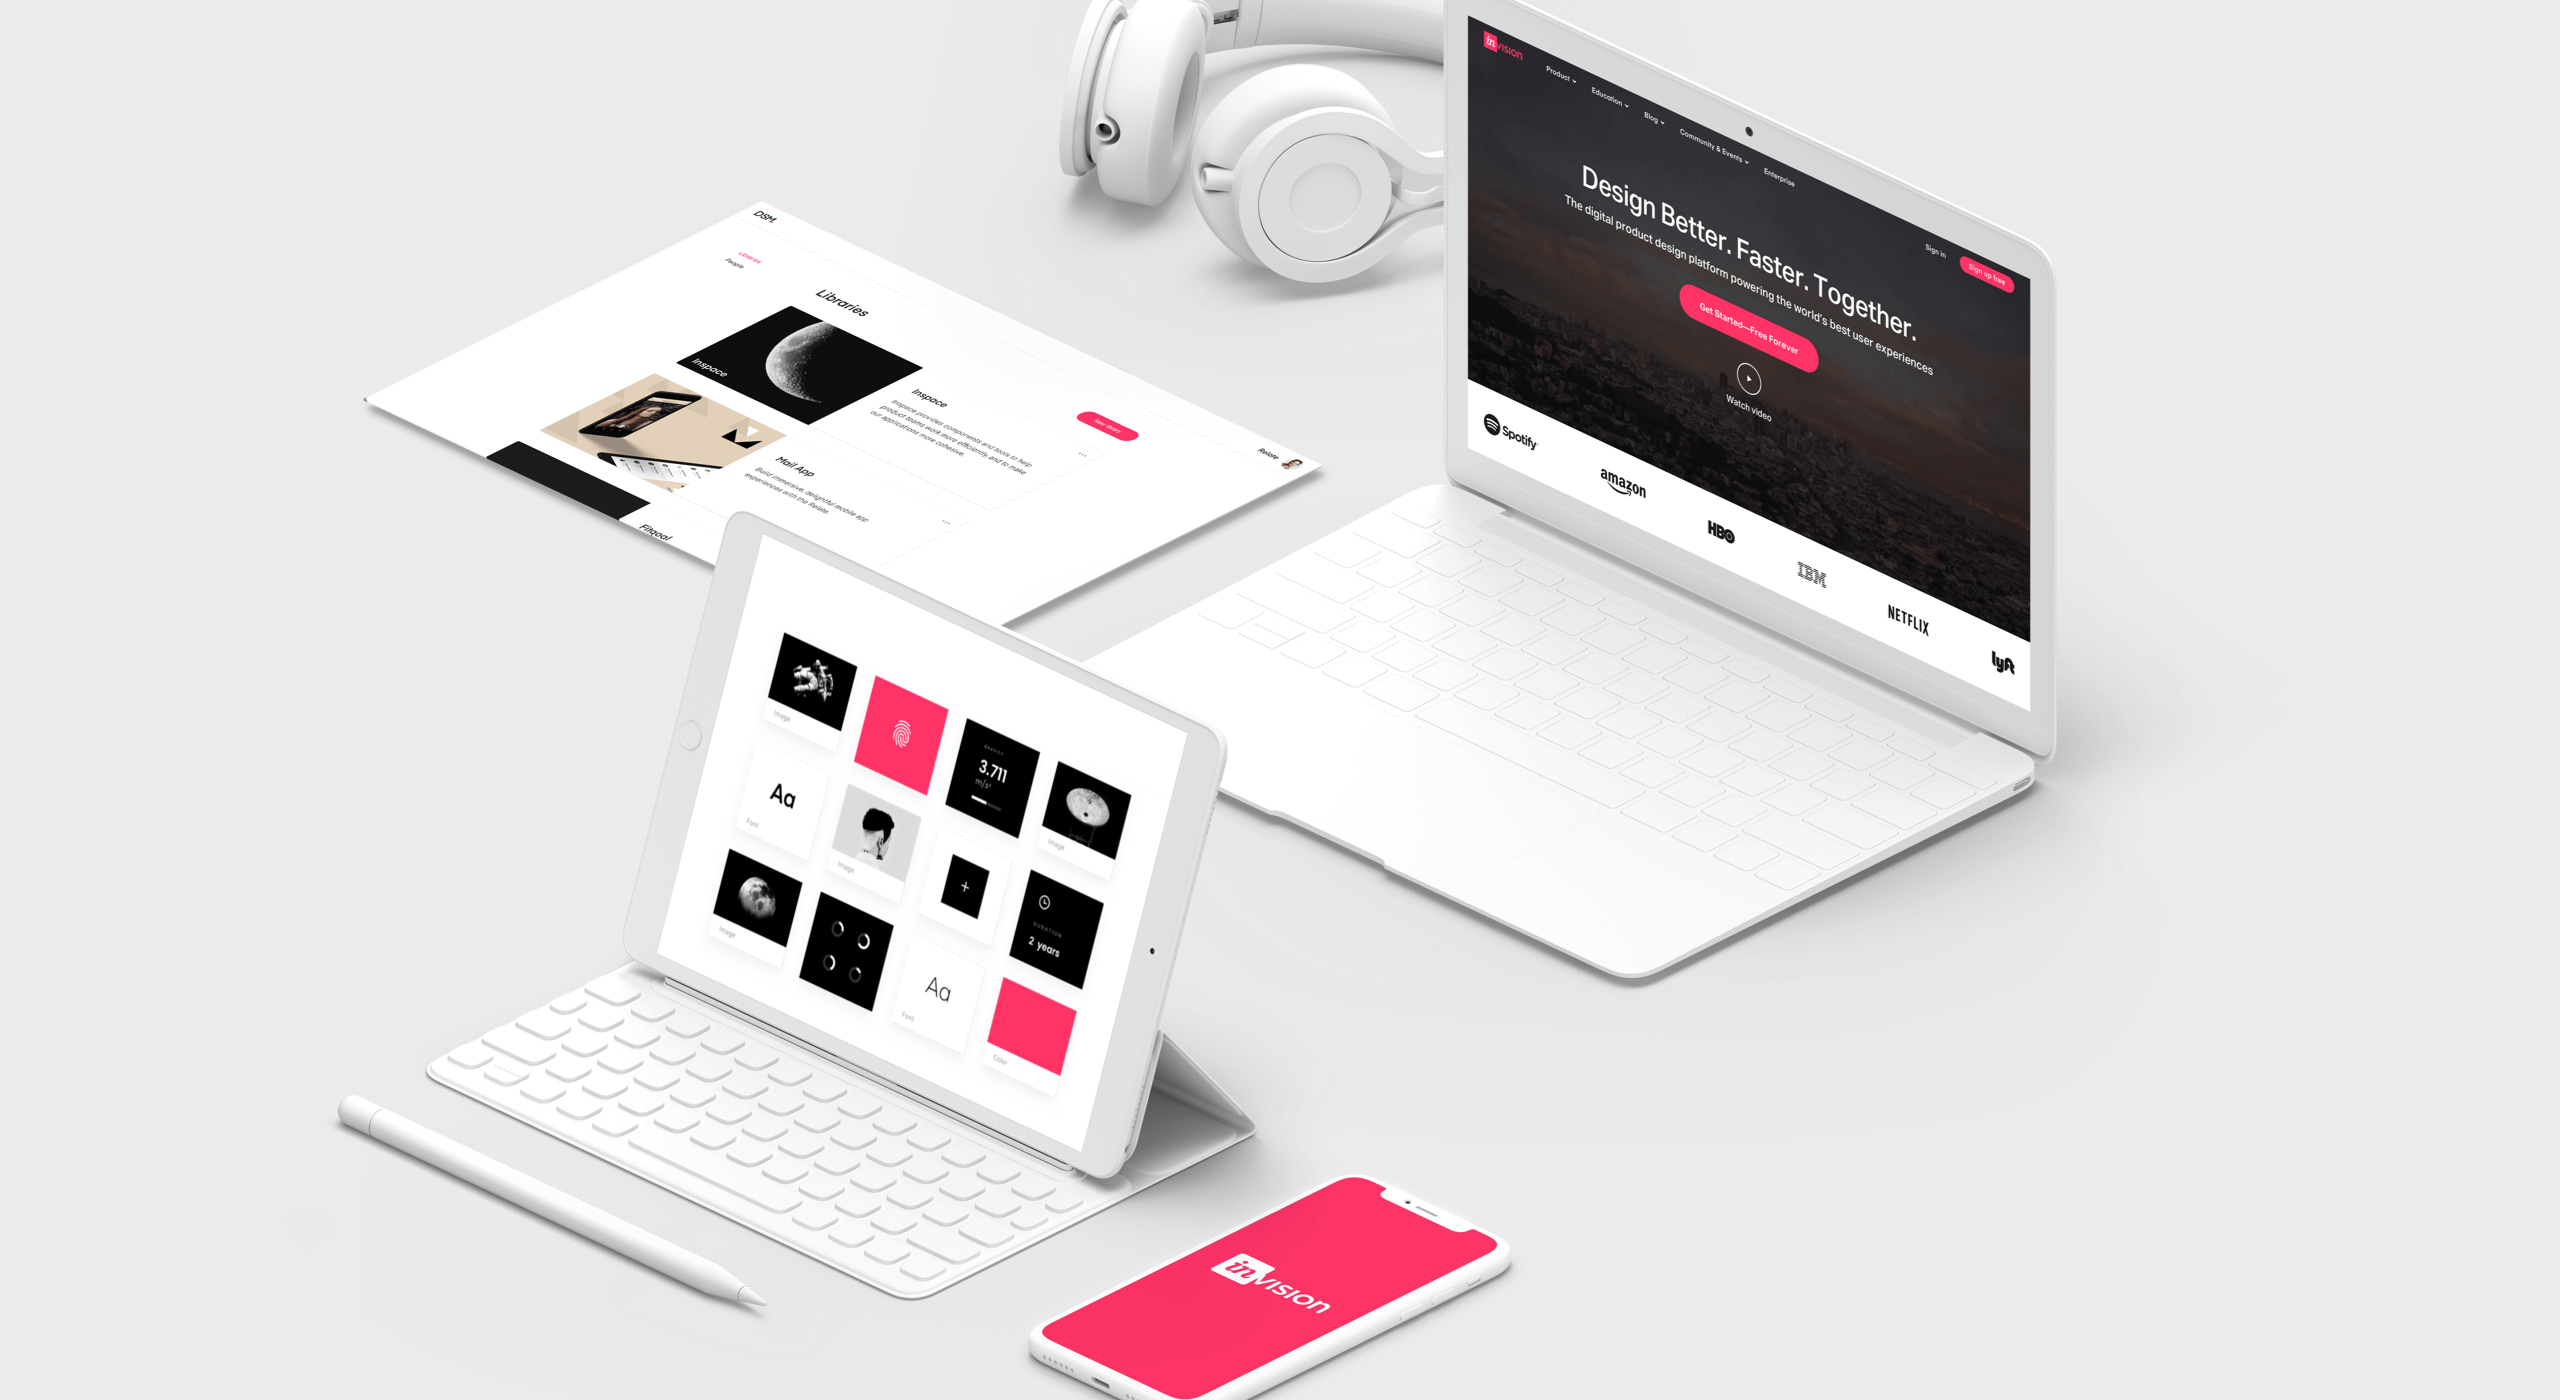 DSM.
Libraries
People
Libraries
Inspace
Inspace
Inspace provides components and tools to help
product teams work more efficiently, and to make
our applications more cohesive.
New library
Relate
Mail App
Build immersive, delightful mobile app
experiences with the Relate.
Fitgoal
invision
Product
Education
Blog
Community & Events
Enterprise
Sign in
Sign up free
Design Better. Faster. Together.
The digital product design platform powering the world's best user experiences
Get Started—Free Forever
Watch video
Spotify
amazon
HBO
IBM
NETFLIX
lyft
Image
GRAVITY
3.711
m/s²
Image
Aa
Font
Image
+
DURATION
2 years
Image
Aa
Font
Color
invision